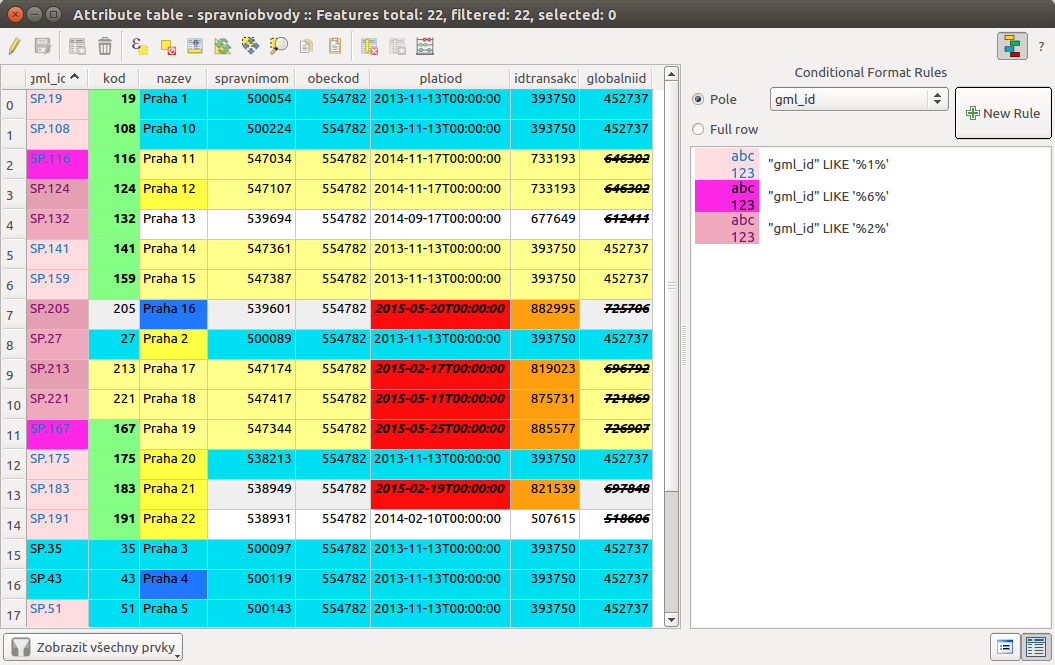 Attribute table - spravniobvody :: Features total: 22, filtered: 22, selected: 0
?
gml_id kod nazev spravnimom obeckod platiod idtransakc globalniid
0 SP.19 19 Praha 1 500054 554782 2013-11-13T00:00:00 393750 452737
1 SP.108 108 Praha 10 500224 554782 2013-11-13T00:00:00 393750 452737
2 SP.116 116 Praha 11 547034 554782 2014-11-17T00:00:00 733193 646302
3 SP.124 124 Praha 12 547107 554782 2014-11-17T00:00:00 733193 646302
4 SP.132 132 Praha 13 539694 554782 2014-09-17T00:00:00 677649 612411
5 SP.141 141 Praha 14 547361 554782 2013-11-13T00:00:00 393750 452737
6 SP.159 159 Praha 15 547387 554782 2013-11-13T00:00:00 393750 452737
7 SP.205 205 Praha 16 539601 554782 2015-05-20T00:00:00 882995 725706
8 SP.27 27 Praha 2 500089 554782 2013-11-13T00:00:00 393750 452737
9 SP.213 213 Praha 17 547174 554782 2015-02-17T00:00:00 819023 696792
10 SP.221 221 Praha 18 547417 554782 2015-05-11T00:00:00 875731 721869
11 SP.167 167 Praha 19 547344 554782 2015-05-25T00:00:00 885577 726907
12 SP.175 175 Praha 20 538213 554782 2013-11-13T00:00:00 393750 452737
13 SP.183 183 Praha 21 538949 554782 2015-02-19T00:00:00 821539 697848
14 SP.191 191 Praha 22 538931 554782 2014-02-10T00:00:00 507615 518606
15 SP.35 35 Praha 3 500097 554782 2013-11-13T00:00:00 393750 452737
16 SP.43 43 Praha 4 500119 554782 2013-11-13T00:00:00 393750 452737
17 SP.51 51 Praha 5 500143 554782 2013-11-13T00:00:00 393750 452737
Conditional Format Rules
Pole gml_id New Rule
Full row
abc
123 "gml_id" LIKE '%1%'
abc
123 "gml_id" LIKE '%6%'
abc
123 "gml_id" LIKE '%2%'
Zobrazit všechny prvky